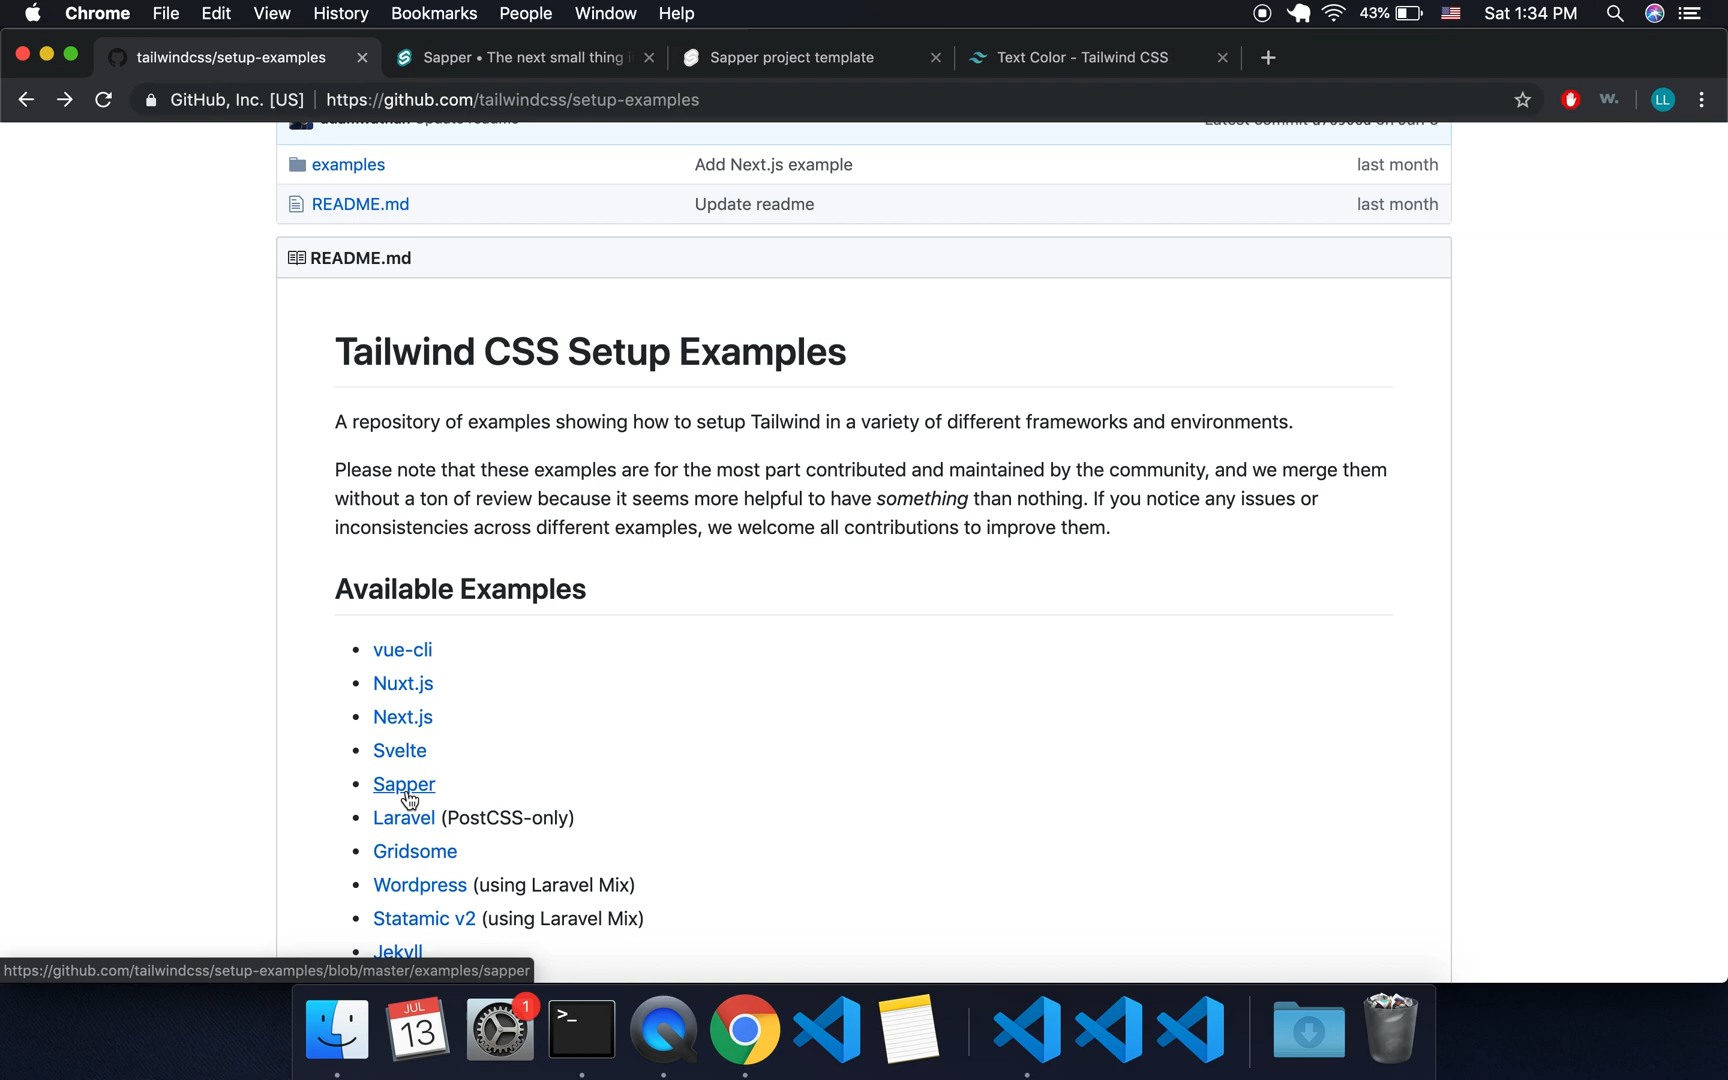 Chrome File Edit View History Bookmarks People Window Help 43% Sat 1:34 PM
tailwindcss/setup-examples Sapper • The next small thing i Sapper project template Text Color - Tailwind CSS
GitHub, Inc. [US] https://github.com/tailwindcss/setup-examples w. LL
examples Add Next.js example last month
README.md Update readme last month
README.md
Tailwind CSS Setup Examples
A repository of examples showing how to setup Tailwind in a variety of different frameworks and environments.
Please note that these examples are for the most part contributed and maintained by the community, and we merge them
without a ton of review because it seems more helpful to have something than nothing. If you notice any issues or
inconsistencies across different examples, we welcome all contributions to improve them.
Available Examples
• vue-cli
• Nuxt.js
• Next.js
• Svelte
• Sapper
• Laravel (PostCSS-only)
• Gridsome
• Wordpress (using Laravel Mix)
• Statamic v2 (using Laravel Mix)
• Jekyll
https://github.com/tailwindcss/setup-examples/blob/master/examples/sapper
JUL
13
1
>_